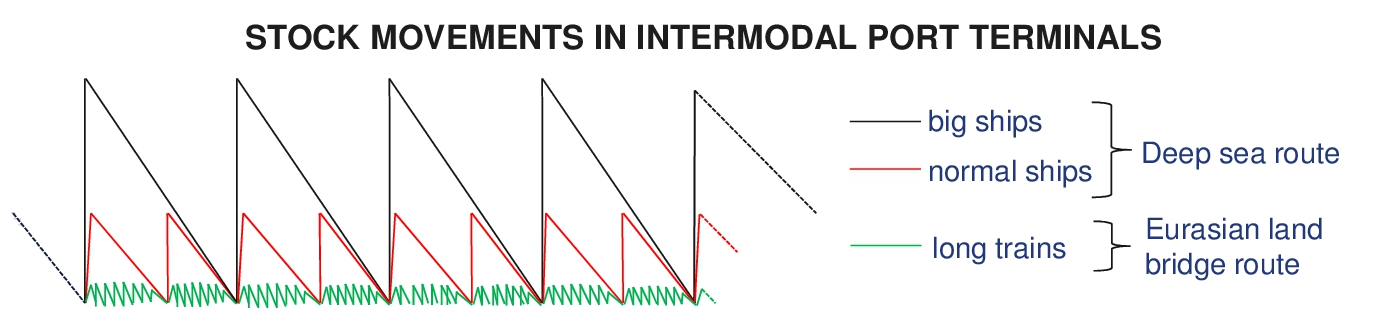 STOCK MOVEMENTS IN INTERMODAL PORT TERMINALS
big ships
normal ships
Deep sea route
long trains
Eurasian land
bridge route